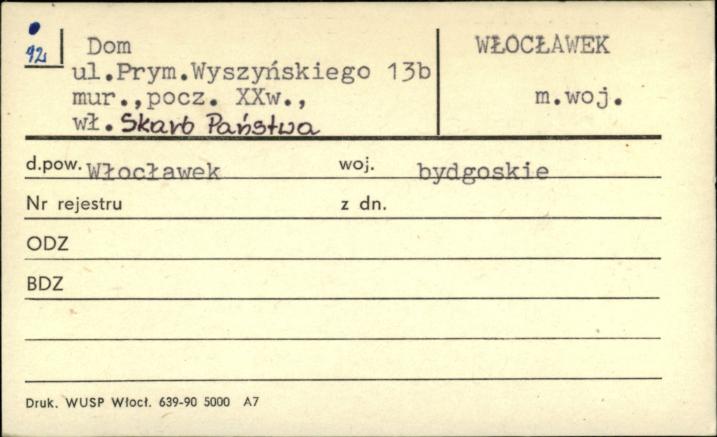 92 Dom
ul.Prym.Wyszyńskiego 13b
mur.,pocz. XXw.,
wł. Skarb Państwa
WŁOCŁAWEK
m.woj.
d.pow. Włocławek woj. bydgoskie
Nr rejestru z dn.
ODZ
BDZ
Druk. WUSP Włocł. 639-90 5000 A7